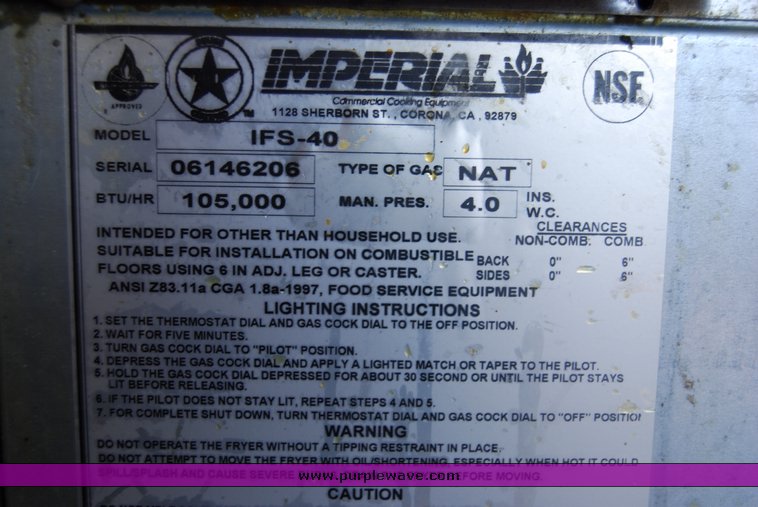 IMPERIAL
Commercial Cooking Equipment
NSF
APPROVED
TM
1128 SHERBORN ST. , CORONA, CA , 92879
MODEL IFS-40
SERIAL 06146206 TYPE OF GAS NAT
BTU/HR 105,000 MAN. PRES. 4.0 INS. W.C.
CLEARANCES
NON-COMB. COMB
BACK 0" 6"
SIDES 0" 6"
INTENDED FOR OTHER THAN HOUSEHOLD USE.
SUITABLE FOR INSTALLATION ON COMBUSTIBLE
FLOORS USING 6 IN ADJ. LEG OR CASTER.
ANSI Z83.11a CGA 1.8a-1997, FOOD SERVICE EQUIPMENT
LIGHTING INSTRUCTIONS
1. SET THE THERMOSTAT DIAL AND GAS COCK DIAL TO THE OFF POSITION.
2. WAIT FOR FIVE MINUTES.
3. TURN GAS COCK DIAL TO "PILOT" POSITION.
4. DEPRESS THE GAS COCK DIAL AND APPLY A LIGHTED MATCH OR TAPER TO THE PILOT.
5. HOLD THE GAS COCK DIAL DEPRESSED FOR ABOUT 30 SECOND OR UNTIL THE PILOT STAYS
LIT BEFORE RELEASING.
6. IF THE PILOT DOES NOT STAY LIT, REPEAT STEPS 4 AND 5.
7. FOR COMPLETE SHUT DOWN, TURN THERMOSTAT DIAL AND GAS COCK DIAL TO "OFF" POSITION
WARNING
DO NOT OPERATE THE FRYER WITHOUT A TIPPING RESTRAINT IN PLACE.
DO NOT ATTEMPT TO MOVE THE FRYER WITH OIL/SHORTENING, ESPECIALLY WHEN HOT IT COULD
SPILL/SPLASH AND CAUSE SEVERE BEFORE MOVING.
www.purplewave.com
CAUTION